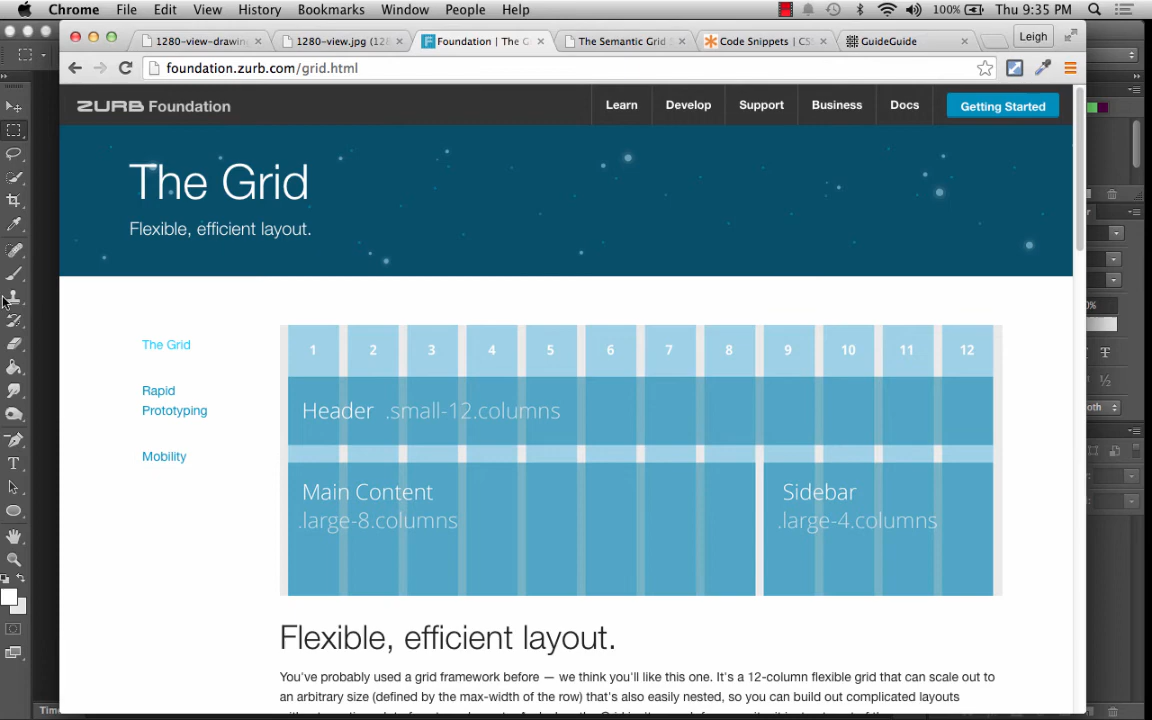 Chrome File Edit View History Bookmarks Window People Help 100% Thu 9:35 PM
1280-view-drawin
1280-view.jpg (12
Foundation | The G
The Semantic Grid
Code Snippets | CS
GuideGuide
Leigh
foundation.zurb.com/grid.html
ZURB Foundation
Learn Develop Support Business Docs Getting Started
The Grid
Flexible, efficient layout.
The Grid
Rapid
Prototyping
Mobility
1 2 3 4 5 6 7 8 9 10 11 12
Header .small-12.columns
Main Content
.large-8.columns
Sidebar
.large-4.columns
Flexible, efficient layout.
You've probably used a grid framework before — we think you'll like this one. It's a 12-column flexible grid that can scale out to
an arbitrary size (defined by the max-width of the row) that's also easily nested, so you can build out complicated layouts